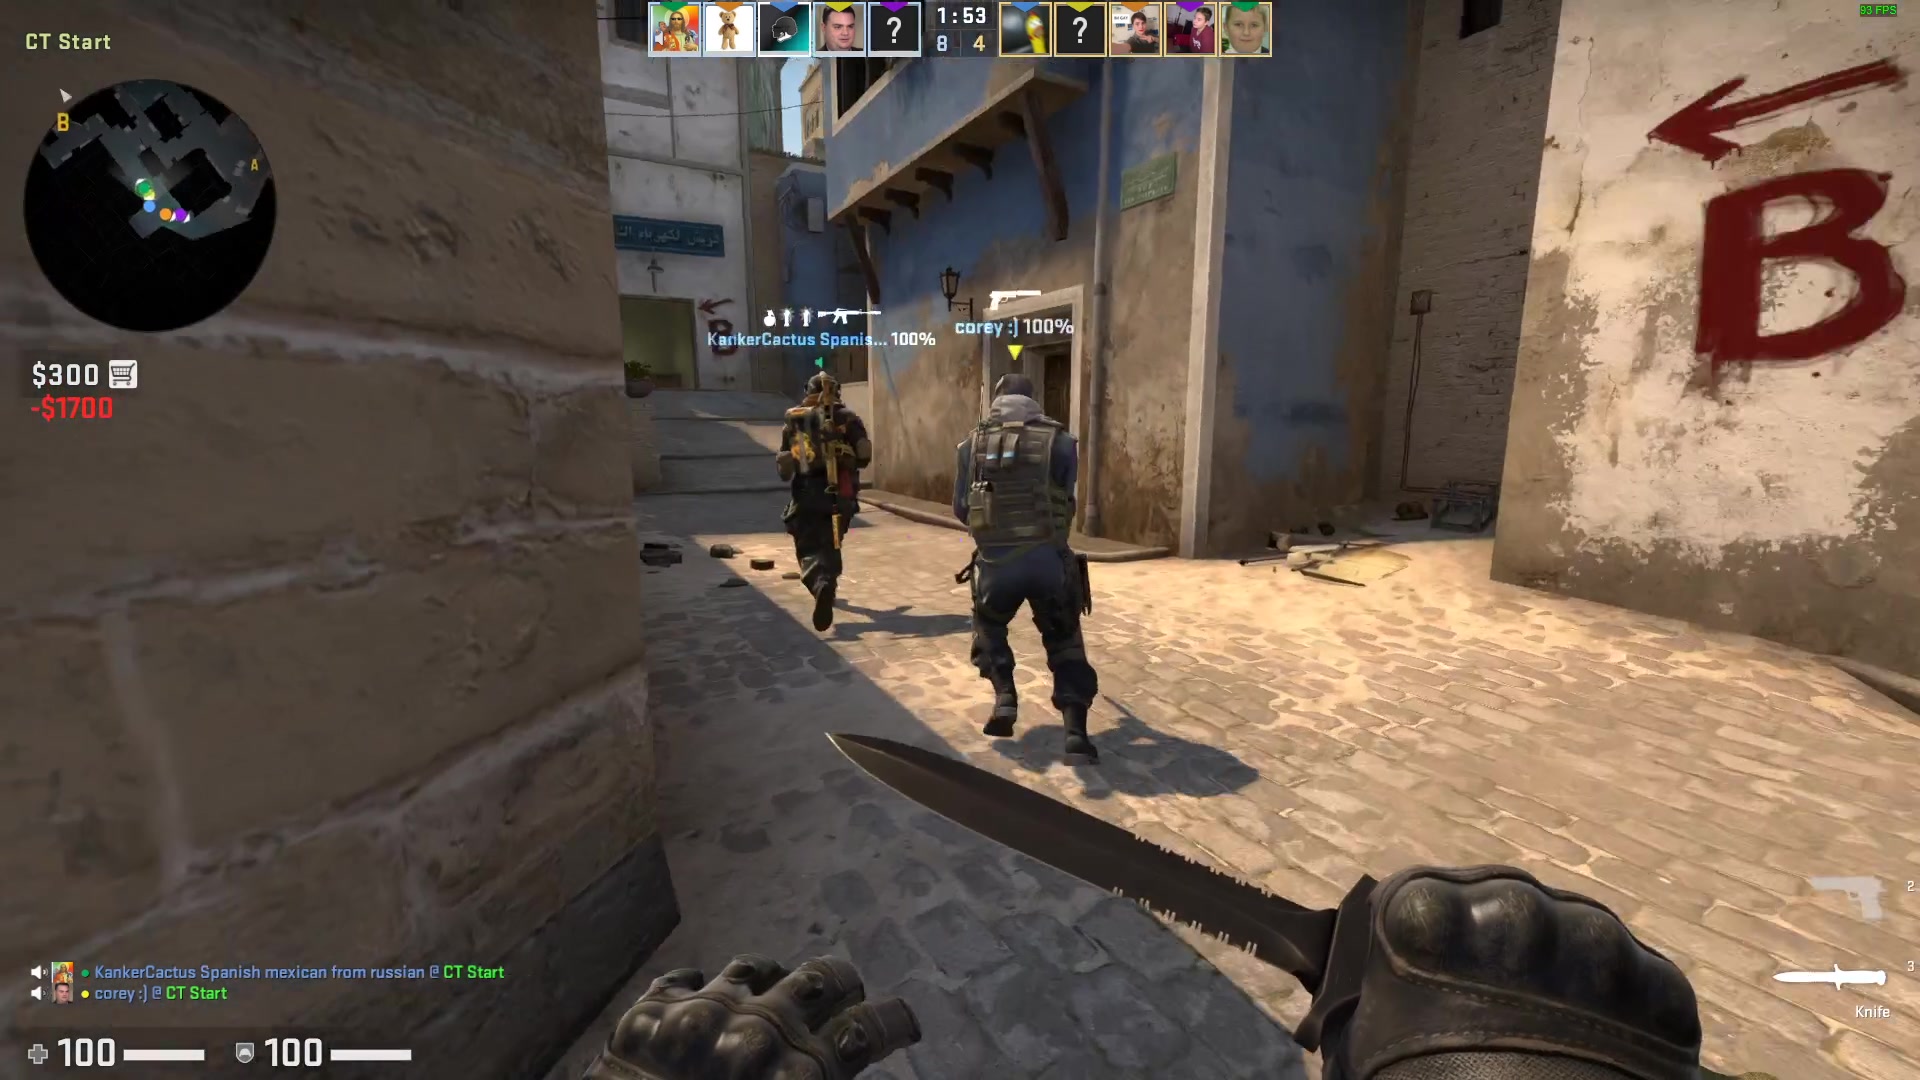 CT Start
B
A
?
1:53
8 4
?
93 FPS
$300
-$1700
B
B
KankerCactus Spanis... 100%
corey :] 100%
2
3
Knife
KankerCactus Spanish mexican from russian @ CT Start
corey :] @ CT Start
100
100